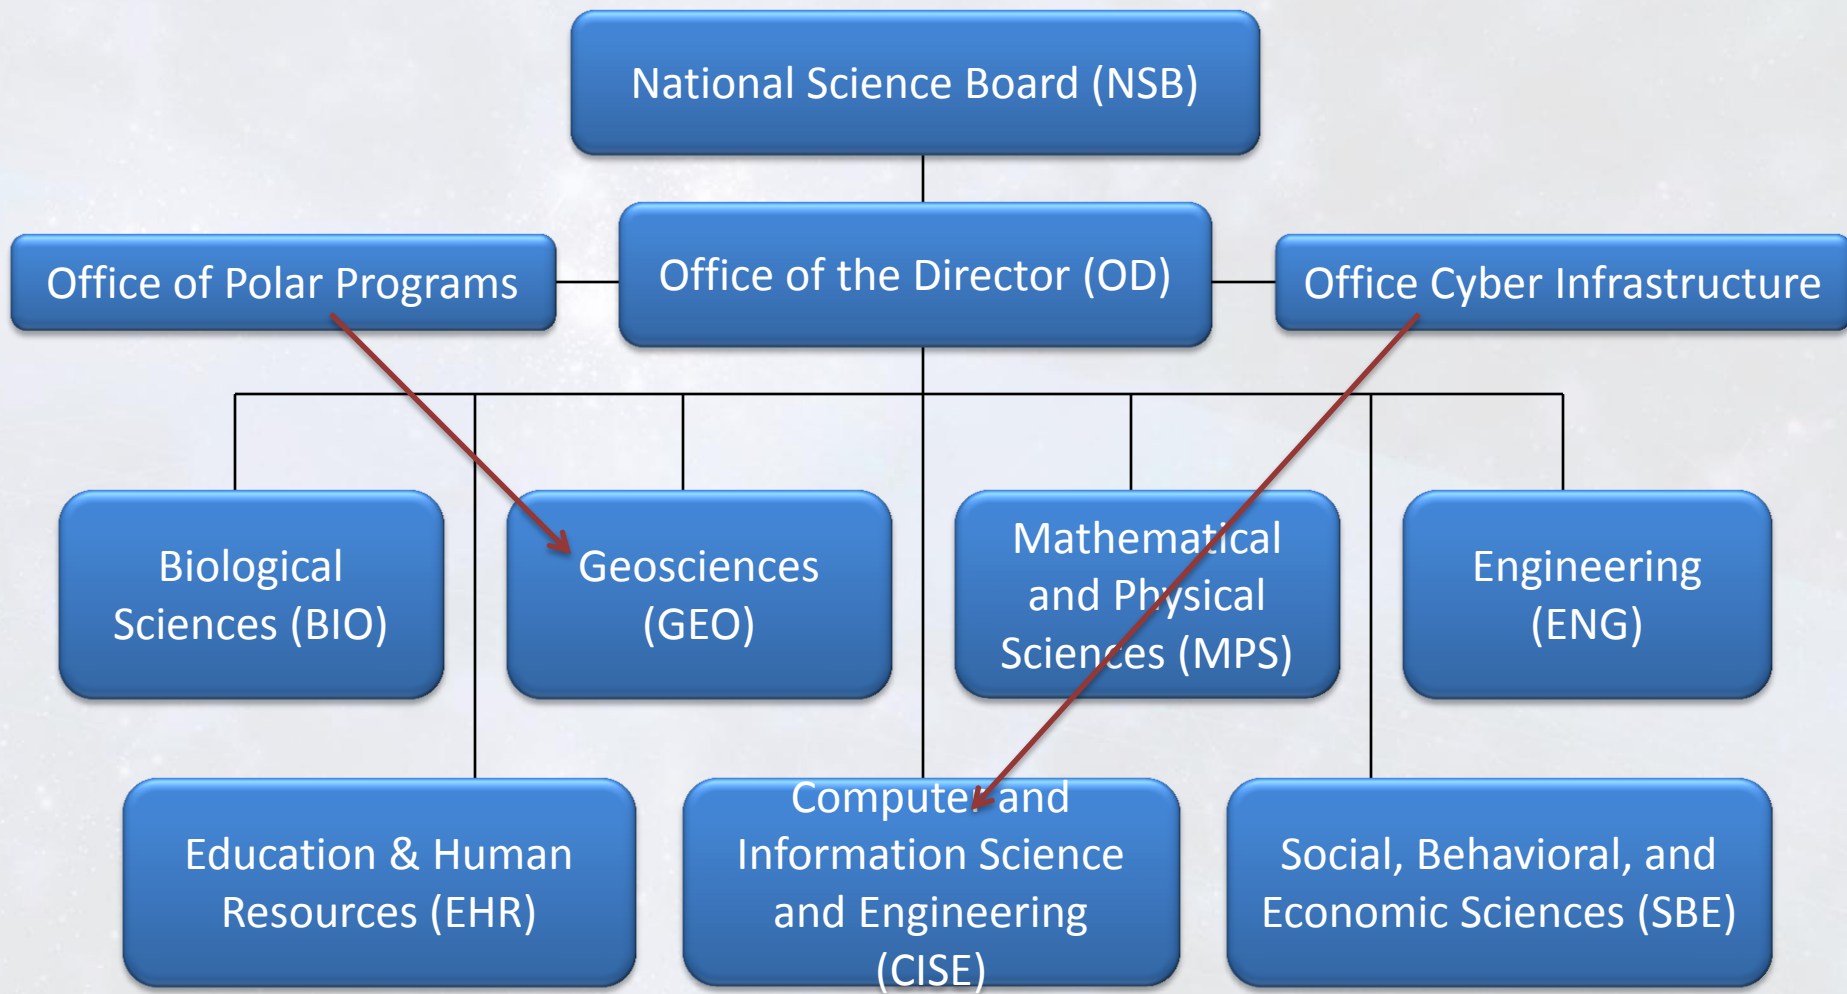 National Science Board (NSB)
Office of Polar Programs
Office of the Director (OD)
Office Cyber Infrastructure
Biological
Sciences (BIO)
Geosciences
(GEO)
Mathematical
and Physical
Sciences (MPS)
Engineering
(ENG)
Education & Human
Resources (EHR)
Computer and
Information Science
and Engineering
(CISE)
Social, Behavioral, and
Economic Sciences (SBE)